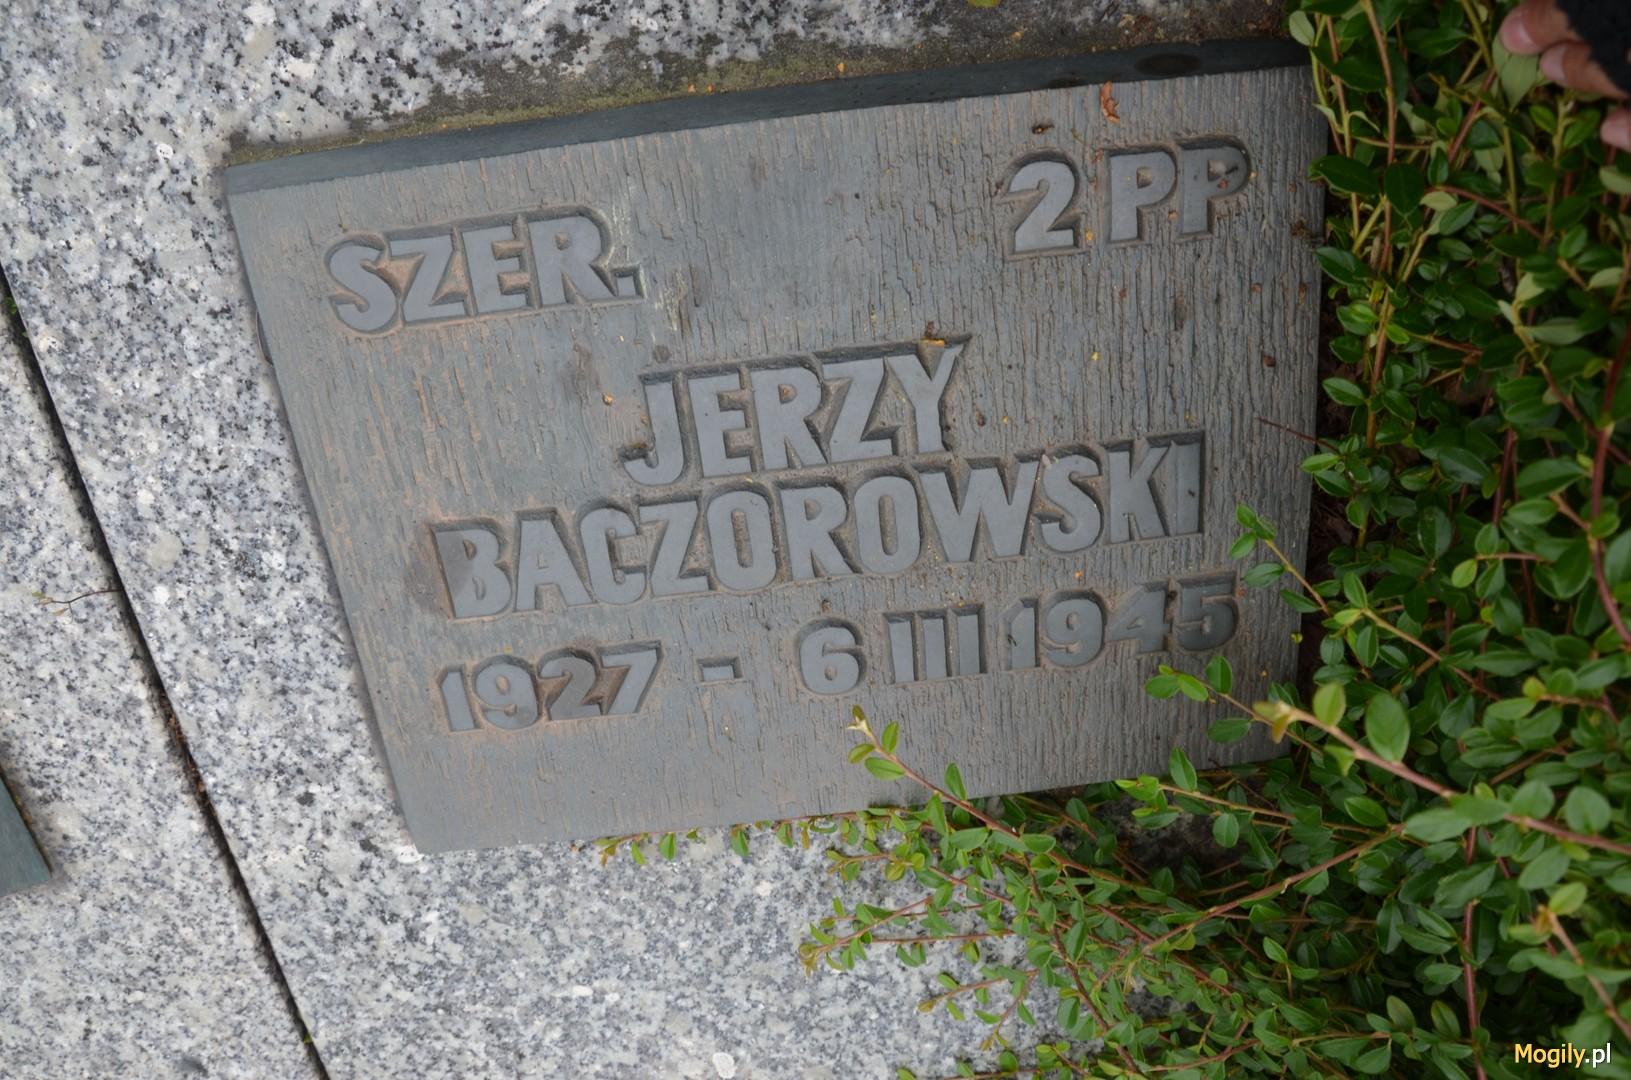 SZER. 2 PP
JERZY
BACZOROWSKI
1927 - 6 III 1945
Mogily.pl